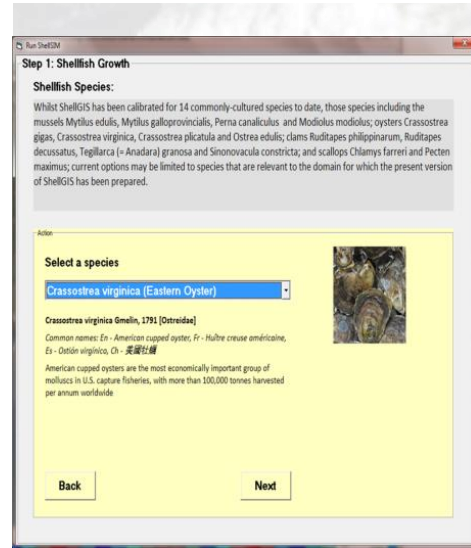 Run ShellSIM
Step 1: Shellfish Growth
Shellfish Species:
Whilst ShellGIS has been calibrated for 14 commonly-cultured species to date, those species including the
mussels Mytilus edulis, Mytilus galloprovincialis, Perna canaliculus and Modiolus modiolus; oysters Crassostrea
gigas, Crassostrea virginica, Crassostrea plicatula and Ostrea edulis; clams Ruditapes philippinarum, Ruditapes
decussatus, Tegillarca (= Anadara) granosa and Sinonovacula constricta; and scallops Chlamys farreri and Pecten
maximus; current options may be limited to species that are relevant to the domain for which the present version
of ShellGIS has been prepared.
Action
Select a species
Crassostrea virginica (Eastern Oyster)
Crassostrea virginica Gmelin, 1791 [Ostreidae]
Common names: En - American cupped oyster, Fr - Huître creuse américaine,
Es - Ostión virgínico, Ch - 美國牡蠣
American cupped oysters are the most economically important group of
molluscs in U.S. capture fisheries, with more than 100,000 tonnes harvested
per annum worldwide
Back Next